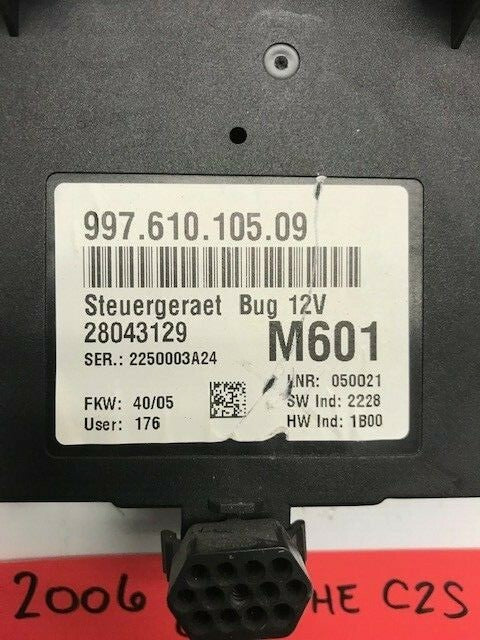 997.610.105.09
Steuergeraet Bug 12V
28043129 M601
SER.: 2250003A24
LNR: 050021
FKW: 40/05 SW Ind: 2228
User: 176 HW Ind: 1B00
2006 HE C2S